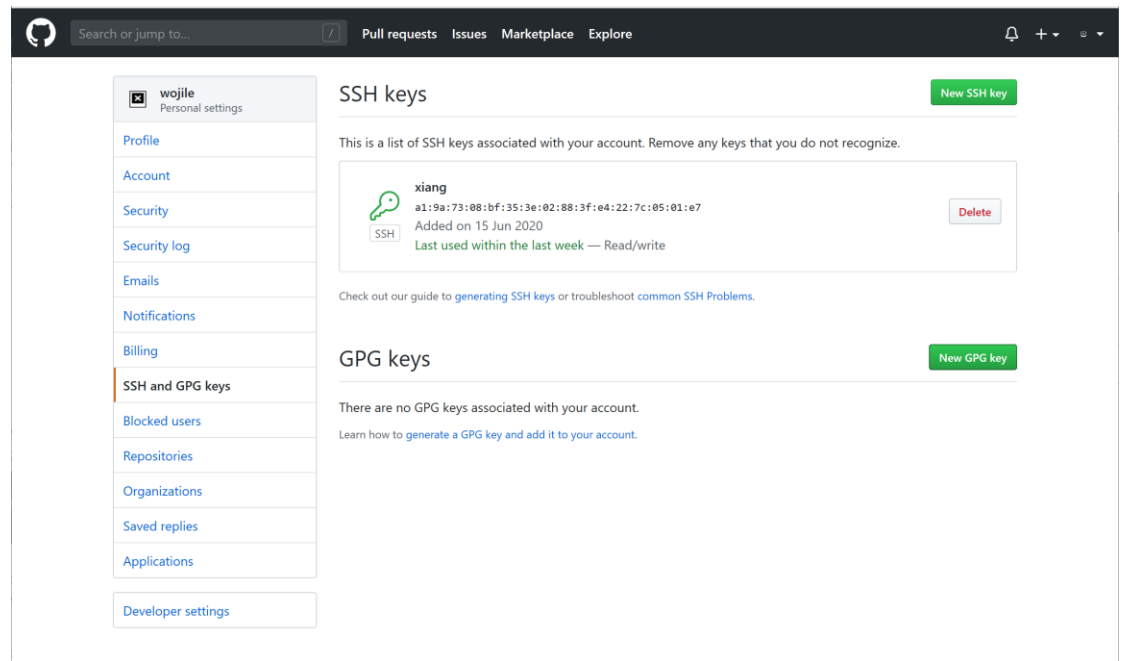 Search or jump to... / Pull requests Issues Marketplace Explore
wojile
Personal settings
Profile
Account
Security
Security log
Emails
Notifications
Billing
SSH and GPG keys
Blocked users
Repositories
Organizations
Saved replies
Applications
Developer settings
SSH keys
New SSH key
This is a list of SSH keys associated with your account. Remove any keys that you do not recognize.
SSH
xiang
a1:9a:73:08:bf:35:3e:02:88:3f:e4:22:7c:05:01:e7
Added on 15 Jun 2020
Last used within the last week — Read/write
Delete
Check out our guide to generating SSH keys or troubleshoot common SSH Problems.
GPG keys
New GPG key
There are no GPG keys associated with your account.
Learn how to generate a GPG key and add it to your account.